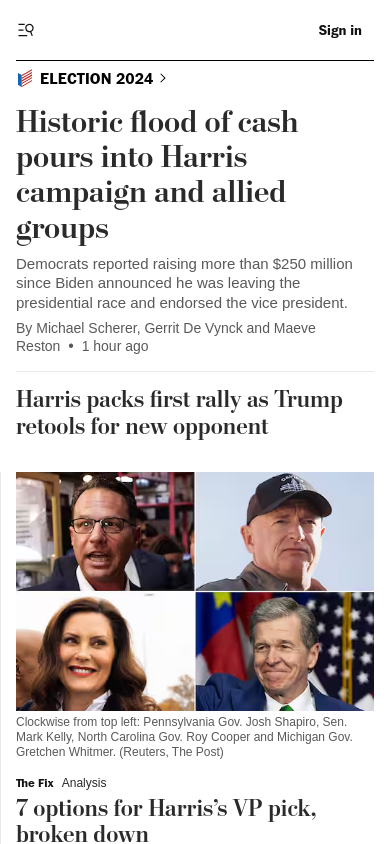 Sign in
ELECTION 2024
Historic flood of cash
pours into Harris
campaign and allied
groups
Democrats reported raising more than $250 million
since Biden announced he was leaving the
presidential race and endorsed the vice president.
By Michael Scherer, Gerrit De Vynck and Maeve
Reston • 1 hour ago
Harris packs first rally as Trump
retools for new opponent
Clockwise from top left: Pennsylvania Gov. Josh Shapiro, Sen.
Mark Kelly, North Carolina Gov. Roy Cooper and Michigan Gov.
Gretchen Whitmer. (Reuters, The Post)
The Fix Analysis
7 options for Harris’s VP pick,
broken down